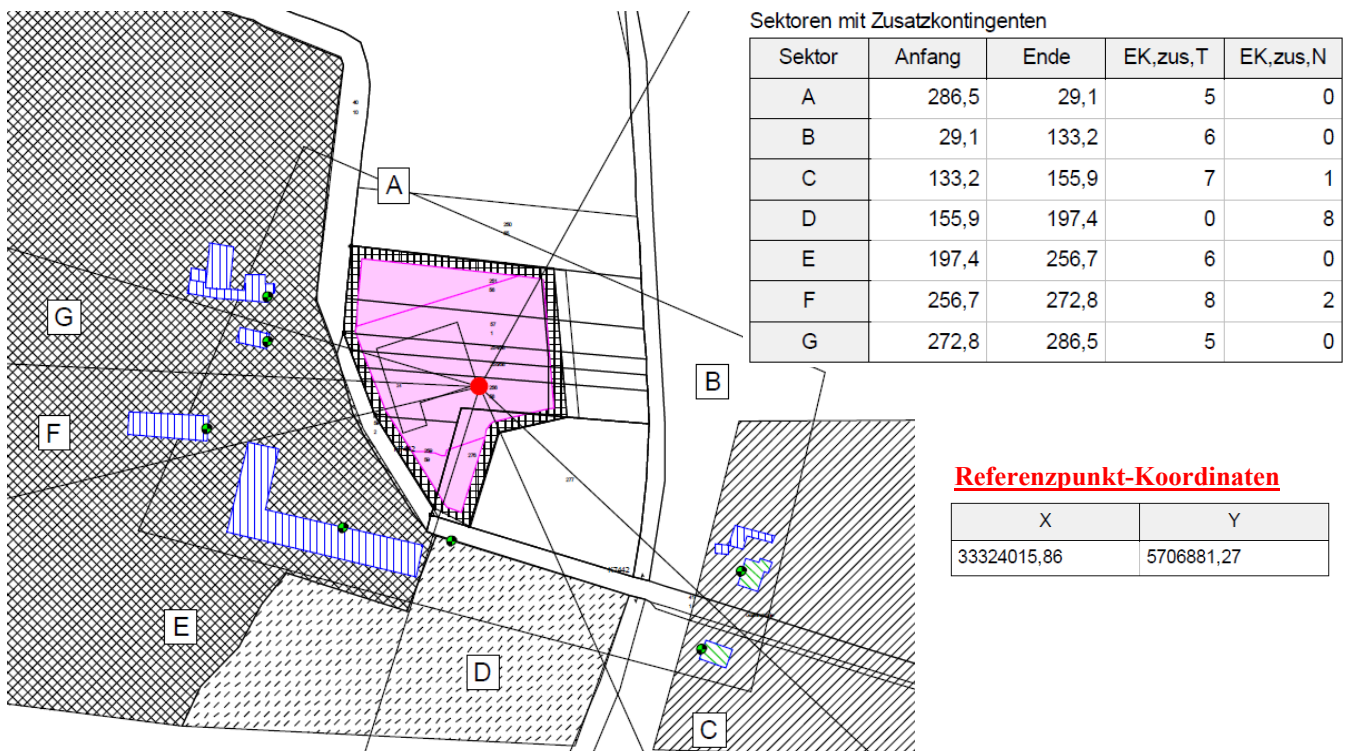 Sektoren mit Zusatzkontingenten
Sektor Anfang Ende EK,zus,T EK,zus,N
A 286,5 29,1 5 0
B 29,1 133,2 6 0
C 133,2 155,9 7 1
D 155,9 197,4 0 8
E 197,4 256,7 6 0
F 256,7 272,8 8 2
G 272,8 286,5 5 0
A
G
B
F
E
D
C
277
Referenzpunkt-Koordinaten
X Y
33324015,86 5706881,27